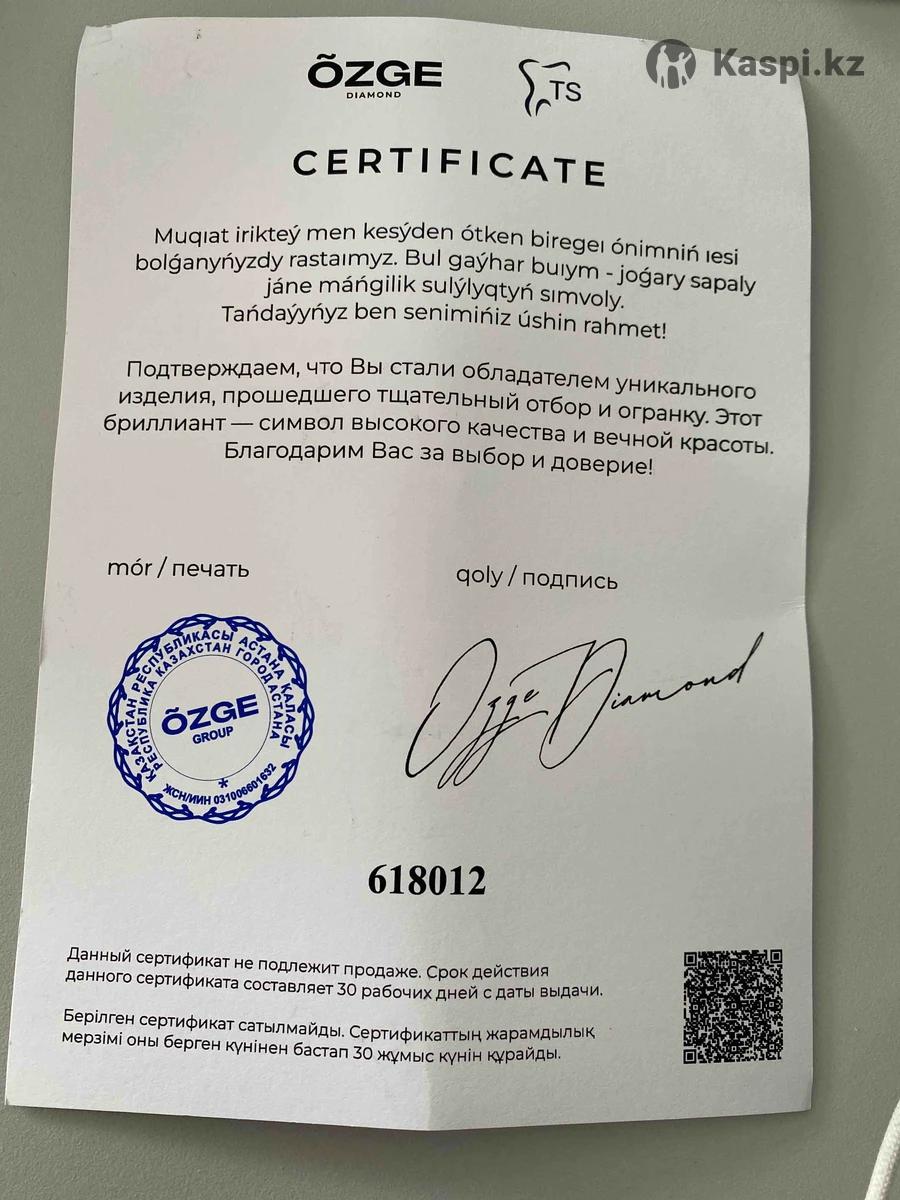 ÕZGE
DIAMOND
TS
Kaspi.kz
CERTIFICATE
Muqıat irikteý men kesýden ótken biregeı ónimniń ıesi
bolǵanyńyzdy rastaımyz. Bul gaýhar buıym - joǵary sapaly
jáne máńgilik sulýlyqtyń sımvoly.
Tańdaýyńyz ben senimińiz úshin rahmet!
Подтверждаем, что Вы стали обладателем уникального
изделия, прошедшего тщательный отбор и огранку. Этот
бриллиант — символ высокого качества и вечной красоты.
Благодарим Вас за выбор и доверие!
mór / печать
qoly / подпись
ҚАЗАҚСТАН РЕСПУБЛИКАСЫ АСТАНА ҚАЛАСЫ
РЕСПУБЛИКА КАЗАХСТАН ГОРОД АСТАНА
ÕZGE
GROUP
*
ЖСН/ИИН 031006601632
Ozge Diamond
618012
Данный сертификат не подлежит продаже. Срок действия
данного сертификата составляет 30 рабочих дней с даты выдачи.
Берілген сертификат сатылмайды. Сертификаттың жарамдылық
мерзімі оны берген күнінен бастап 30 жұмыс күнін құрайды.